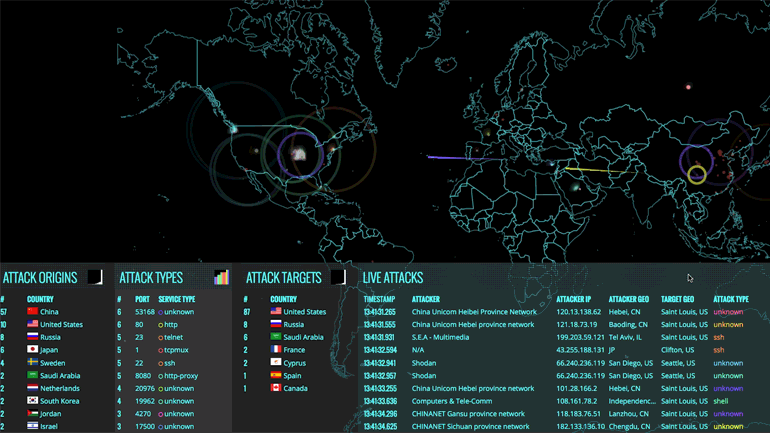 ATTACK ORIGINS
# COUNTRY
57 China
10 United States
8 Russia
6 Japan
4 Sweden
2 Saudi Arabia
2 Netherlands
2 South Korea
2 Jordan
2 Israel
ATTACK TYPES
# PORT SERVICE TYPE
6 53168 unknown
6 80 http
5 23 telnet
5 1 tcpmux
4 22 ssh
5 8080 http-proxy
4 20976 unknown
4 19962 unknown
3 4270 unknown
3 17500 unknown
ATTACK TARGETS
# COUNTRY
87 United States
8 Russia
6 Saudi Arabia
2 France
2 Cyprus
1 Spain
1 Canada
LIVE ATTACKS
TIMESTAMP ATTACKER ATTACKER IP ATTACKER GEO TARGET GEO ATTACK TYPE
13:41:31.265 China Unicom Heibei Province Network 120.13.138.62 Hebei, CN Saint Louis, US unknown
13:41:31.555 China Unicom Hebei province network 121.18.73.19 Baoding, CN Saint Louis, US unknown
13:41:31.931 S.E.A - Multimedia 199.203.59.121 Tel Aviv, IL Saint Louis, US ssh
13:41:32.594 N/A 43.255.188.131 JP Clifton, US ssh
13:41:32.941 Shodan 66.240.236.119 San Diego, US Seattle, US unknown
13:41:32.957 Shodan 66.240.236.119 San Diego, US Seattle, US unknown
13:41:33.255 China Unicom Hebei province network 101.28.166.2 Hebei, CN Saint Louis, US unknown
13:41:33.636 Computers & Tele-Comm 108.161.7.2 Independenc... Saint Louis, US shell
13:41:34.296 CHINANET Gansu province network 118.183.76.51 Lanzhou, CN Saint Louis, US unknown
13:41:34.625 CHINANET Sichuan province network 182.133.136.10 Chengdu, CN Saint Louis, US unknown